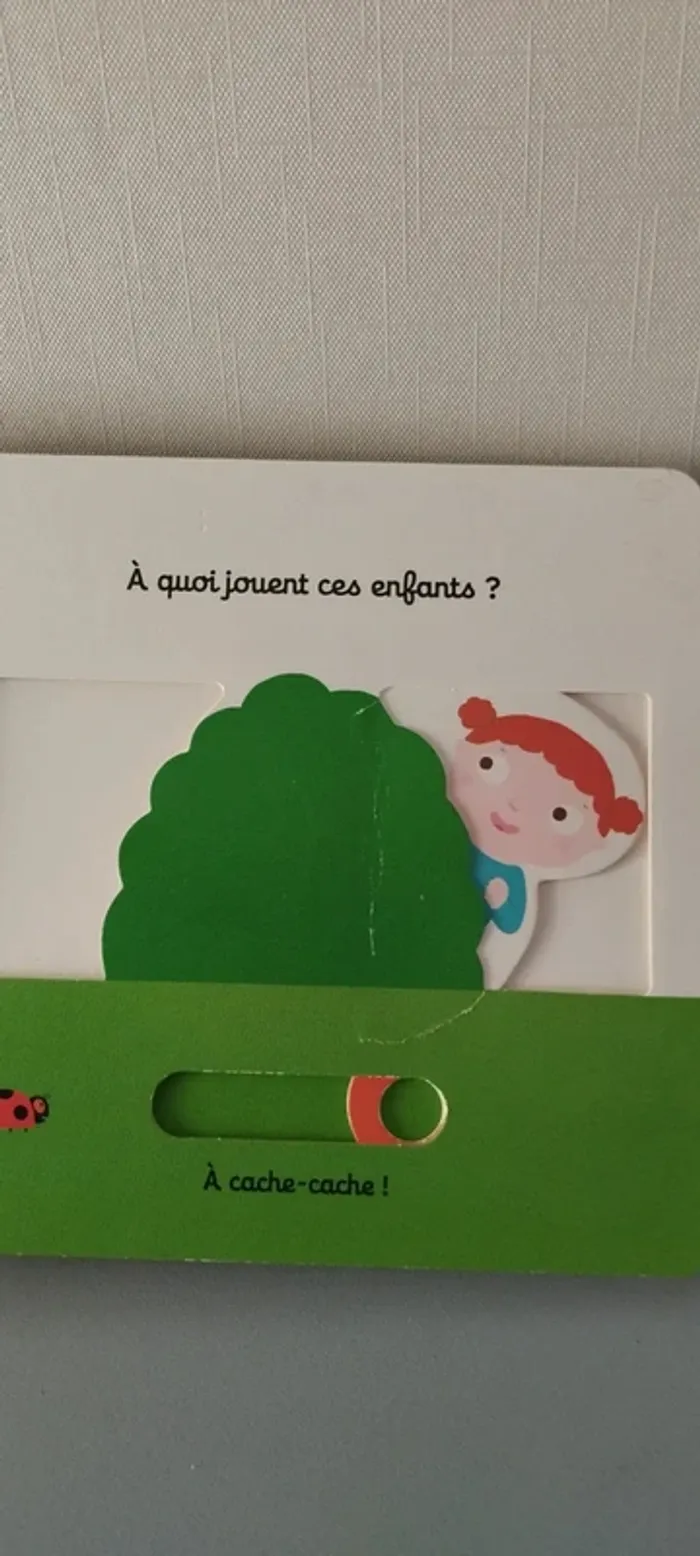 À quoi jouent ces enfants ?
À cache-cache !